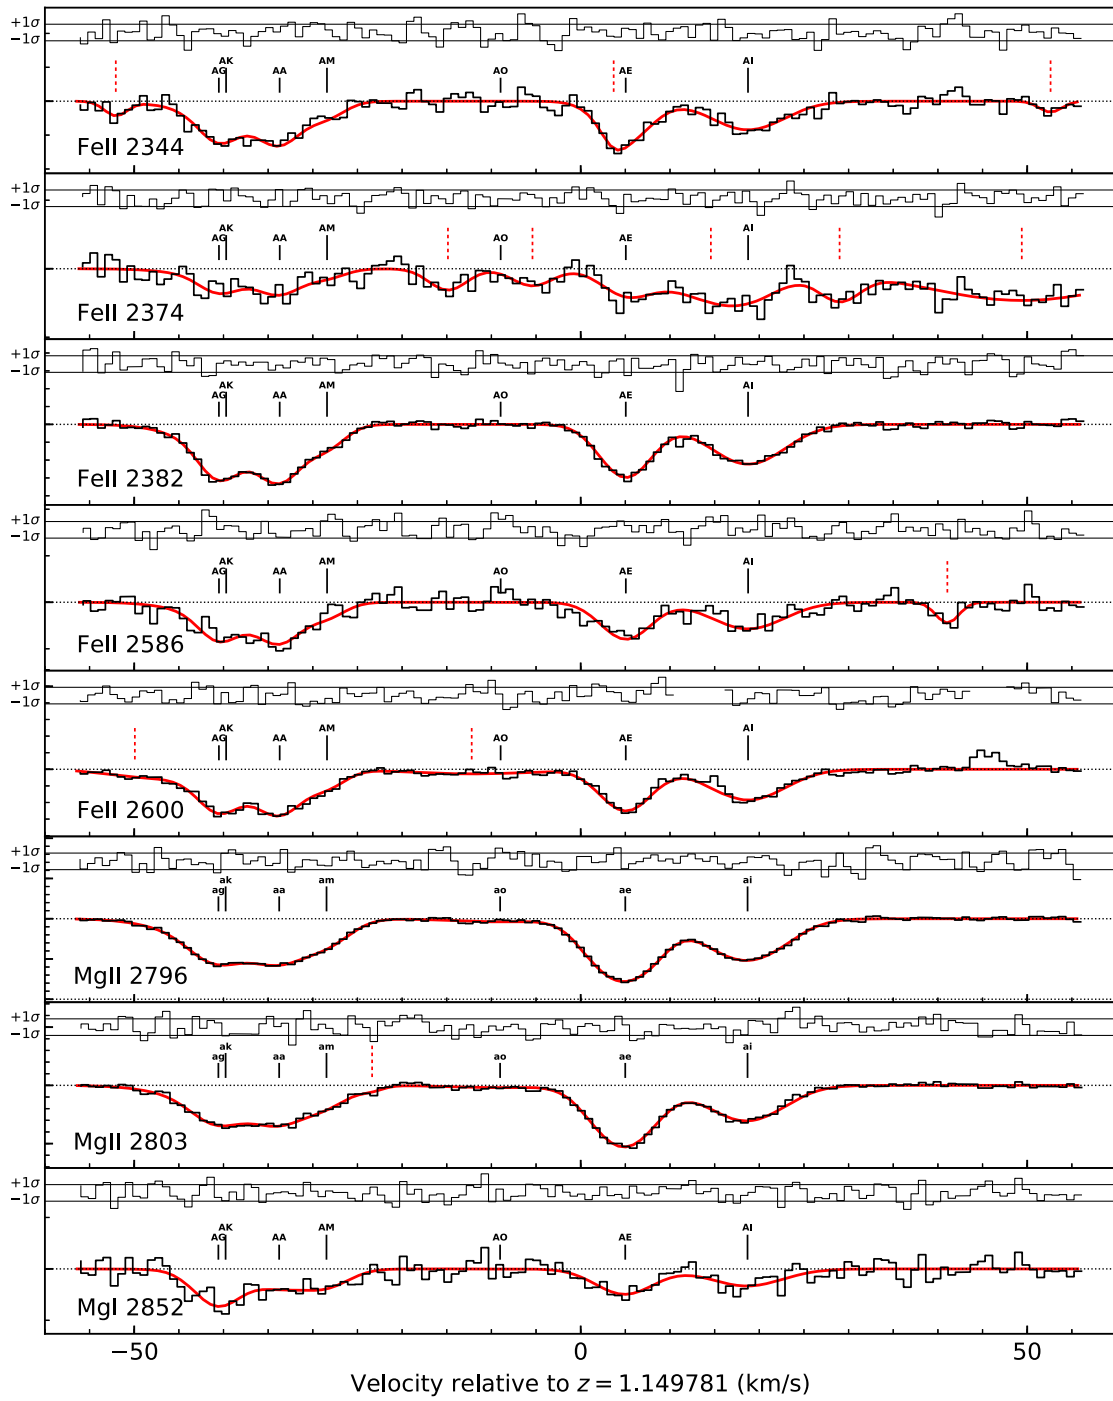 +1σ
−1σ
AG AK AA AM AO AE AI
FeII 2344
+1σ
−1σ
AG AK AA AM AO AE AI
FeII 2374
+1σ
−1σ
AG AK AA AM AO AE AI
FeII 2382
+1σ
−1σ
AG AK AA AM AO AE AI
FeII 2586
+1σ
−1σ
AG AK AA AM AO AE AI
FeII 2600
+1σ
−1σ
ag ak aa am ao ae ai
MgII 2796
+1σ
−1σ
ag ak aa am ao ae ai
MgII 2803
+1σ
−1σ
AG AK AA AM AO AE AI
MgI 2852
−50 0 50
Velocity relative to z = 1.149781 (km/s)